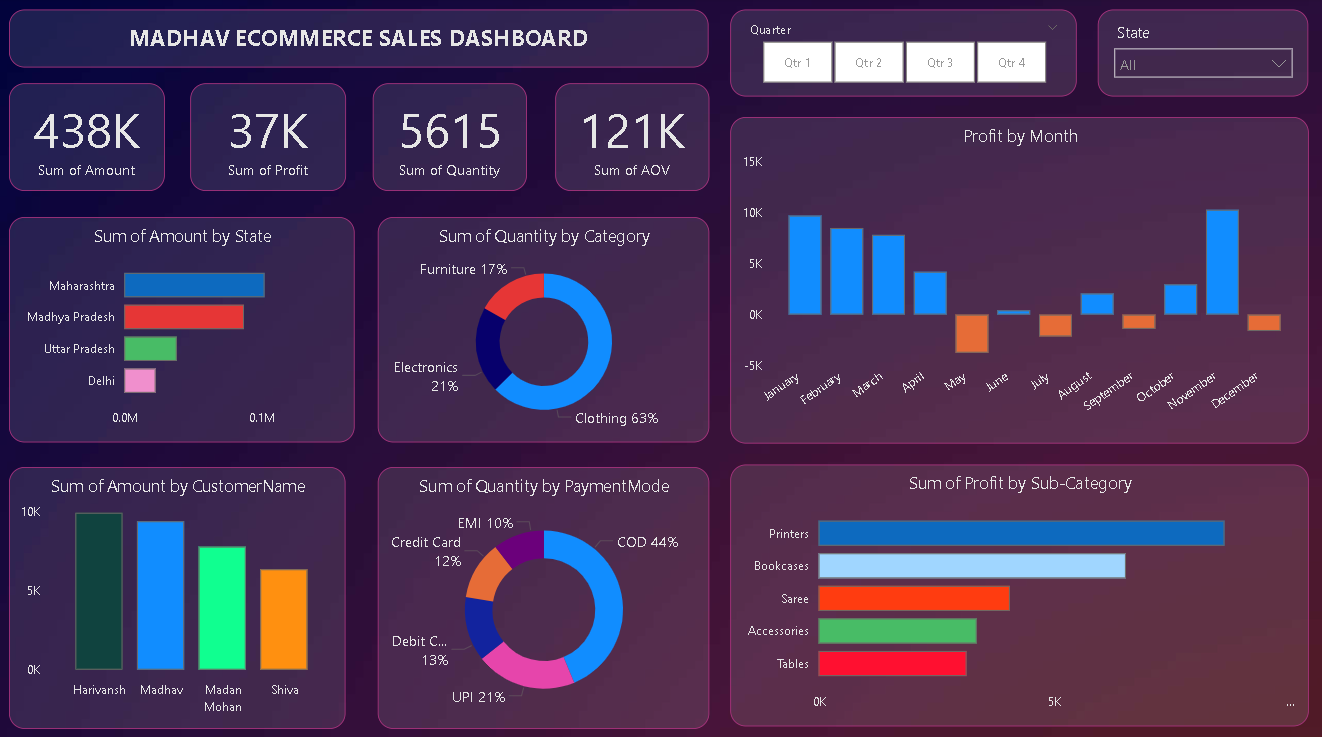 MADHAV ECOMMERCE SALES DASHBOARD
Quarter
Qtr 1
Qtr 2
Qtr 3
Qtr 4
State
All
438K
Sum of Amount
37K
Sum of Profit
5615
Sum of Quantity
121K
Sum of AOV
Profit by Month
15K
10K
5K
0K
-5K
January
February
March
April
May
June
July
August
September
October
November
December
Sum of Amount by State
Maharashtra
Madhya Pradesh
Uttar Pradesh
Delhi
0.0M
0.1M
Sum of Quantity by Category
Furniture 17%
Electronics
21%
Clothing 63%
Sum of Amount by CustomerName
10K
5K
0K
Harivansh
Madhav
Madan
Mohan
Shiva
Sum of Quantity by PaymentMode
EMI 10%
Credit Card
12%
COD 44%
Debit C...
13%
UPI 21%
Sum of Profit by Sub-Category
Printers
Bookcases
Saree
Accessories
Tables
0K
5K
...